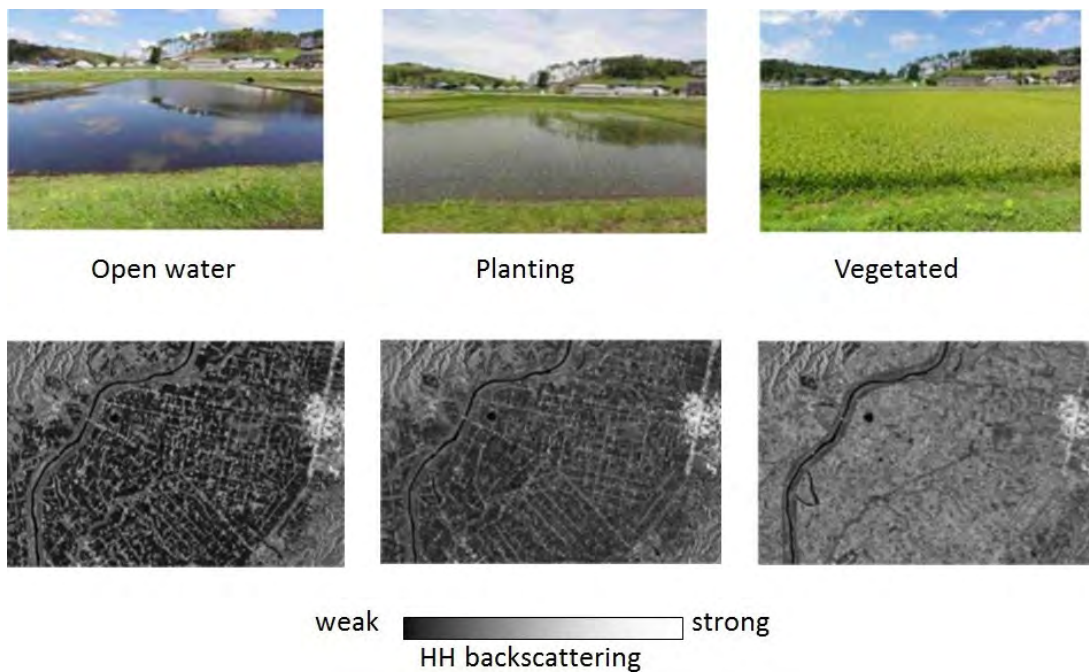 Open water
Planting
Vegetated
weak
strong
HH backscattering